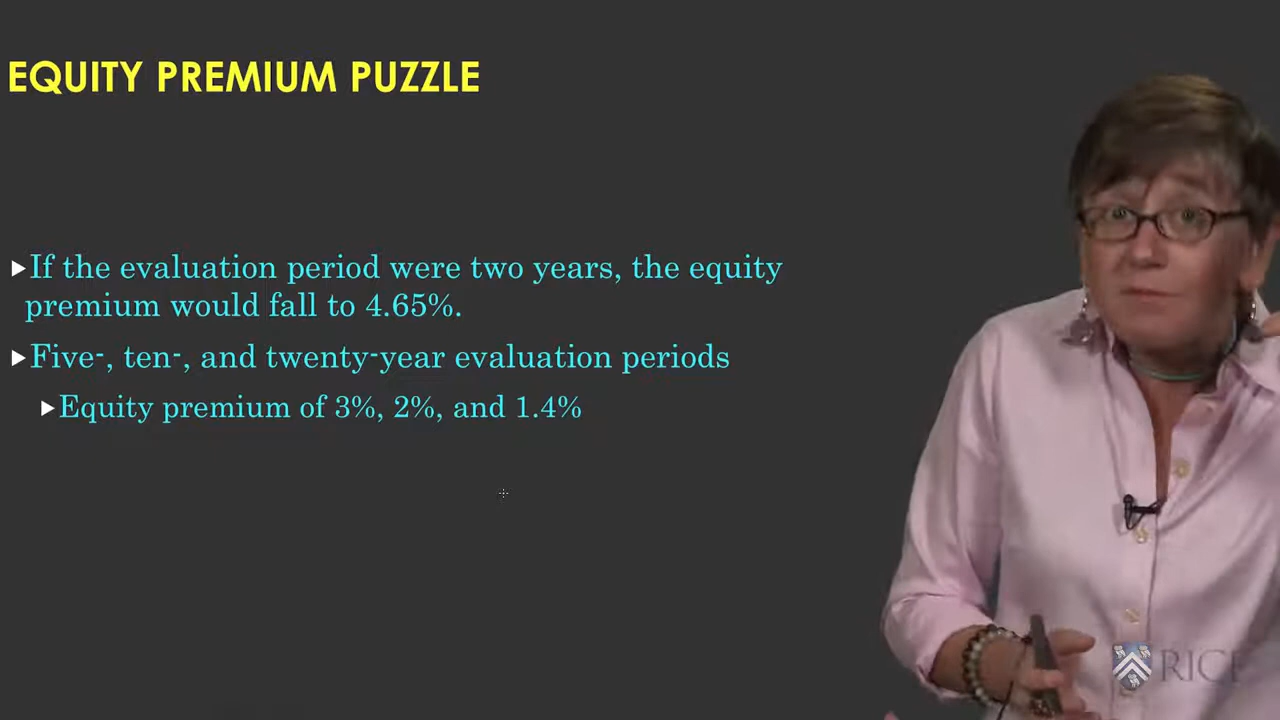 EQUITY PREMIUM PUZZLE
If the evaluation period were two years, the equity
premium would fall to 4.65%.
Five-, ten-, and twenty-year evaluation periods
Equity premium of 3%, 2%, and 1.4%
RICE